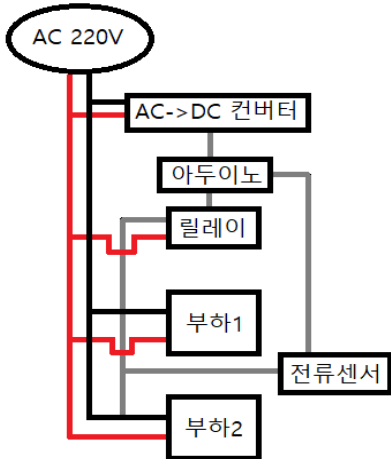 AC 220V
AC->DC 컨버터
아두이노
릴레이
부하1
전류센서
부하2